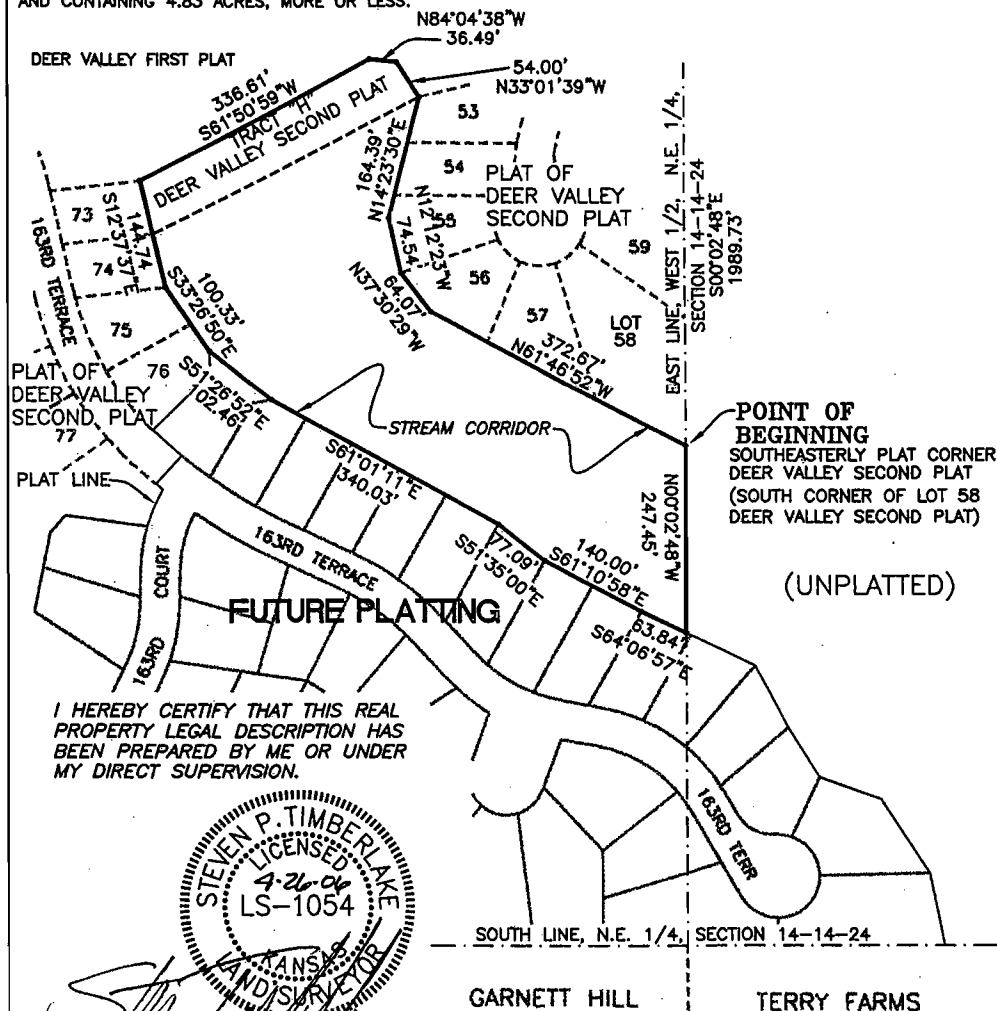 AND CONTAINING 4.83 ACRES, MORE OR LESS.
N84°04'38"W
36.49'
DEER VALLEY FIRST PLAT
54.00'
N33°01'39"W
336.61'
S61°50'59"W
TRACT "H"
DEER VALLEY SECOND PLAT
53
54
55
56
57
59
LOT
58
PLAT OF
DEER VALLEY
SECOND PLAT
164.39'
N14°23'30"E
N12°12'23"W
74.54'
64.07'
N37°30'29"W
372.67'
N61°46'52"W
EAST LINE, WEST 1/2, N.E. 1/4,
SECTION 14-14-24
S00°02'48"E
1989.73'
73
74
75
76
77
163RD TERRACE
S12°37'37"E
144.74
100.33'
S33°26'50"E
PLAT OF
DEER VALLEY
SECOND PLAT
PLAT LINE
S51°26'52"E
102.46'
STREAM CORRIDOR
POINT OF
BEGINNING
SOUTHEASTERLY PLAT CORNER
DEER VALLEY SECOND PLAT
(SOUTH CORNER OF LOT 58
DEER VALLEY SECOND PLAT)
S61°01'11"E
340.03'
N00°02'48"W
247.45'
77.09'
S51°35'00"E
140.00'
S61°10'58"E
63.84'
S64°06'57"E
(UNPLATTED)
163RD TERRACE
FUTURE PLATTING
163RD COURT
I HEREBY CERTIFY THAT THIS REAL
PROPERTY LEGAL DESCRIPTION HAS
BEEN PREPARED BY ME OR UNDER
MY DIRECT SUPERVISION.
163RD TERR
STEVEN P. TIMBERLAKE
LICENSED
4-26-06
LS-1054
KANSAS
LAND SURVEYOR
SOUTH LINE, N.E. 1/4, SECTION 14-14-24
GARNETT HILL
TERRY FARMS